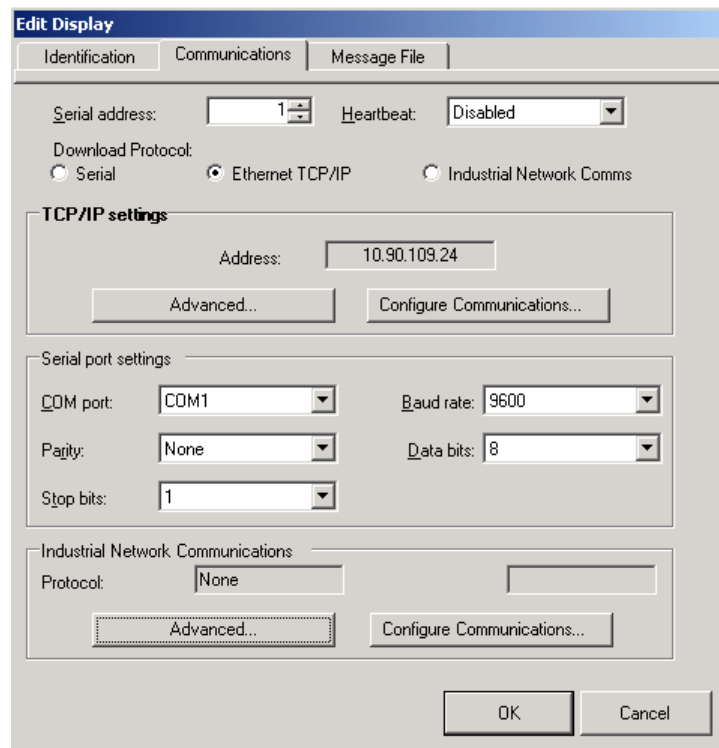 Edit Display
Identification Communications Message File
Serial address: 1 Heartbeat: Disabled
Download Protocol:
Serial Ethernet TCP/IP Industrial Network Comms
TCP/IP settings
Address: 10.90.109.24
Advanced... Configure Communications...
Serial port settings
COM port: COM1 Baud rate: 9600
Parity: None Data bits: 8
Stop bits: 1
Industrial Network Communications
Protocol: None
Advanced... Configure Communications...
OK Cancel